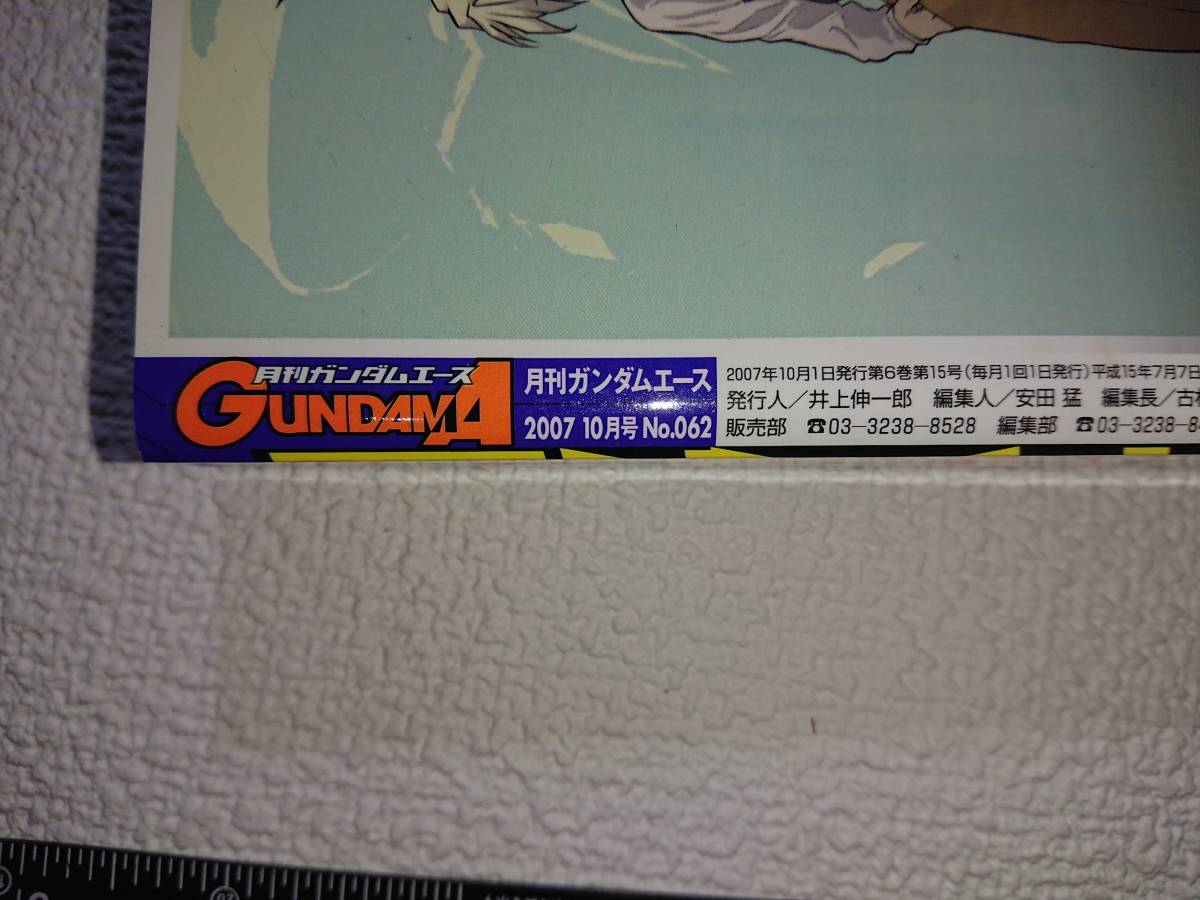 月刊ガンダムエース
GUNDAM A
月刊ガンダムエース
2007 10月号 No.062
2007年10月1日発行第6巻第15号(毎月1回1日発行)平成15年7月7日
発行人/井上伸一郎 編集人/安田 猛 編集長/古
販売部 ☎03-3238-8528 編集部 ☎03-3238-8